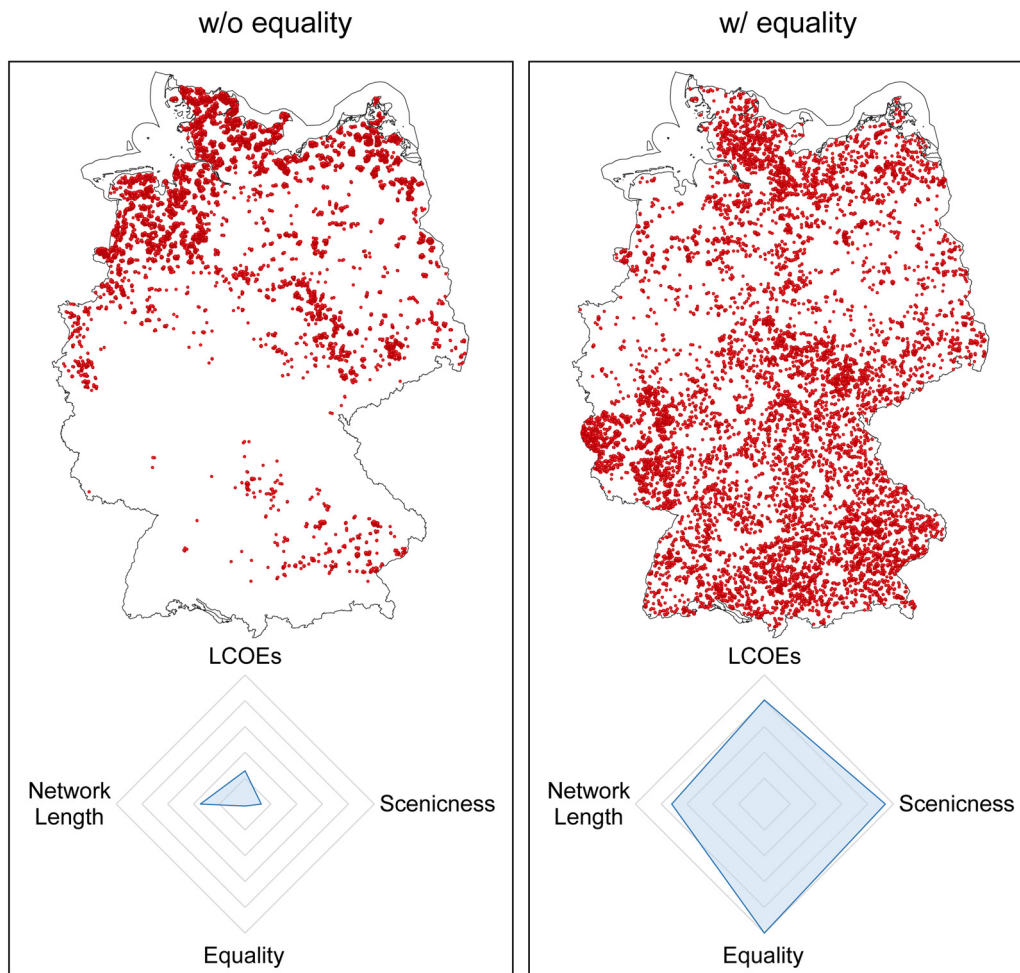 w/o equality
w/ equality
LCOEs
Network
Length
Scenicness
Equality
LCOEs
Network
Length
Scenicness
Equality